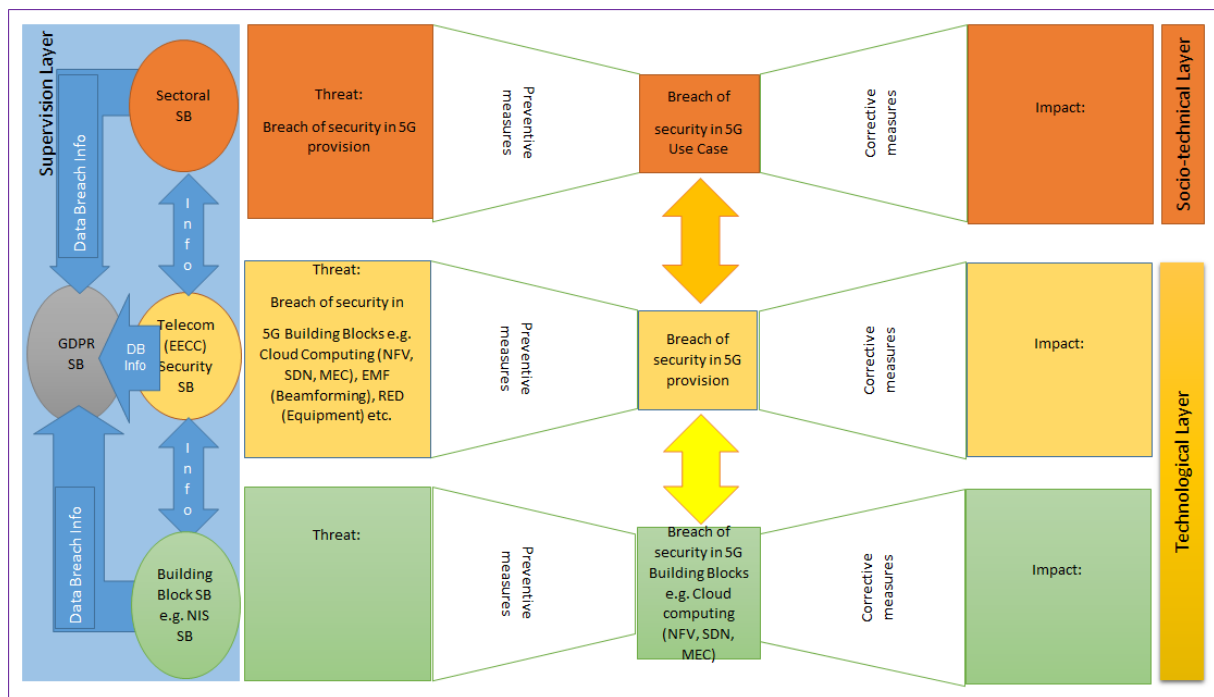 Supervision Layer
Sectoral
SB
Data Breach Info
Info
GDPR
SB
DB
Info
Telecom
(EECC)
Security
SB
Info
Data Breach Info
Building
Block SB
e.g. NIS
SB
Threat:
Breach of security in 5G
provision
Preventive
measures
Breach of
security in 5G
Use Case
Corrective
measures
Impact:
Socio-technical Layer
Threat:
Breach of security in
5G Building Blocks e.g.
Cloud Computing (NFV,
SDN, MEC), EMF
(Beamforming), RED
(Equipment) etc.
Preventive
measures
Breach of
security in 5G
provision
Corrective
measures
Impact:
Technological Layer
Threat:
Preventive
measures
Breach of
security in 5G
Building Blocks
e.g. Cloud
computing
(NFV, SDN,
MEC)
Corrective
measures
Impact: